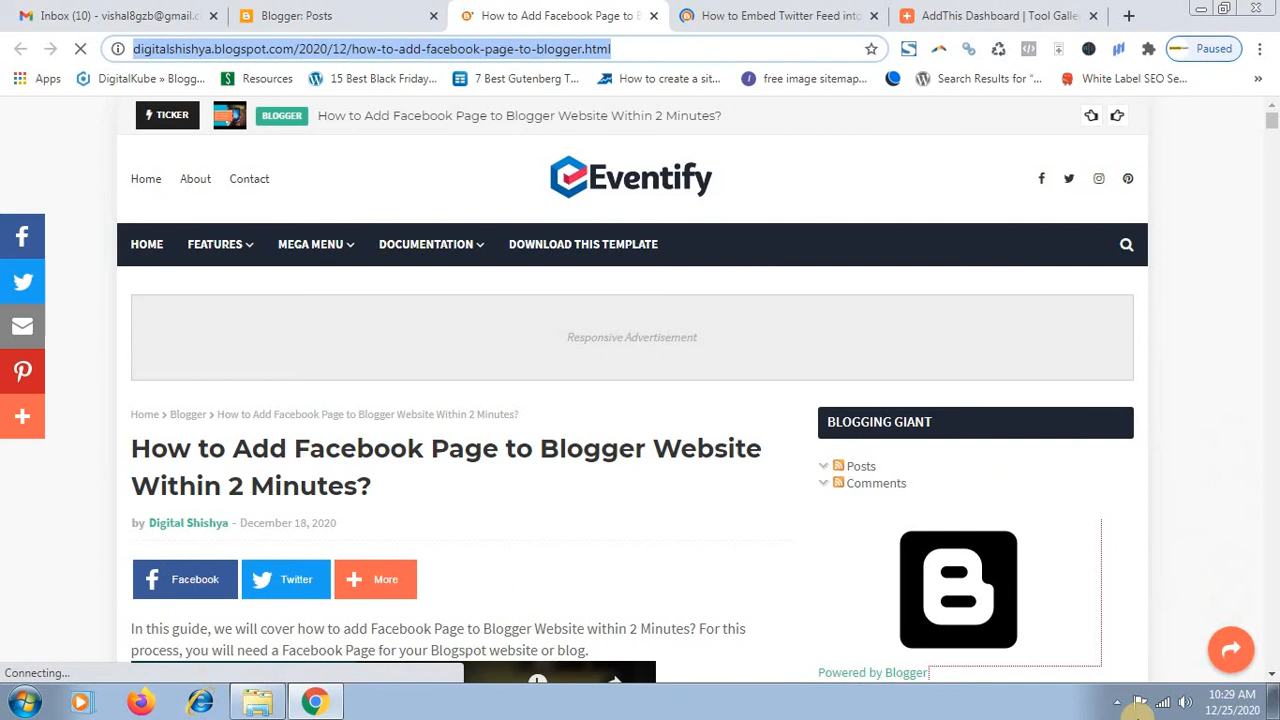 Inbox (10) - vishal8gzb@gmail.c
Blogger: Posts
How to Add Facebook Page to B
How to Embed Twitter Feed into
AddThis Dashboard | Tool Galle
digitalshishya.blogspot.com/2020/12/how-to-add-facebook-page-to-blogger.html
Paused
Apps
DigitalKube » Blogg...
Resources
15 Best Black Friday...
7 Best Gutenberg T...
How to create a sit...
free image sitemap...
Search Results for "...
White Label SEO Se...
TICKER
BLOGGER
How to Add Facebook Page to Blogger Website Within 2 Minutes?
Home About Contact
Eventify
HOME FEATURES MEGA MENU DOCUMENTATION DOWNLOAD THIS TEMPLATE
Responsive Advertisement
Home > Blogger > How to Add Facebook Page to Blogger Website Within 2 Minutes?
BLOGGING GIANT
How to Add Facebook Page to Blogger Website
Within 2 Minutes?
Posts
Comments
by Digital Shishya - December 18, 2020
Facebook
Twitter
More
In this guide, we will cover how to add Facebook Page to Blogger Website within 2 Minutes? For this
process, you will need a Facebook Page for your Blogspot website or blog.
Powered by Blogger
Connecting...
10:29 AM
12/25/2020